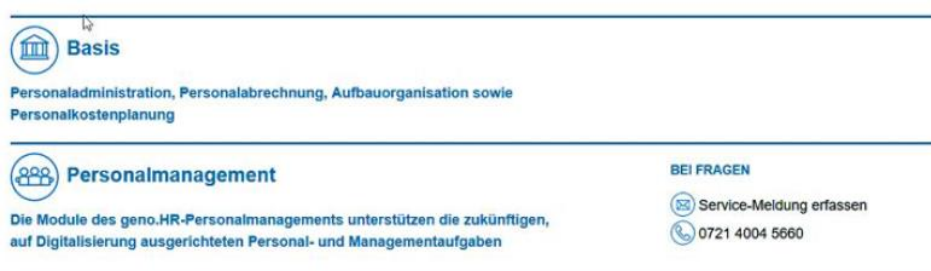 Basis
Personaladministration, Personalabrechnung, Aufbauorganisation sowie
Personalkostenplanung
Personalmanagement
Die Module des geno.HR-Personalmanagements unterstützen die zukünftigen,
auf Digitalisierung ausgerichteten Personal- und Managementaufgaben
BEI FRAGEN
Service-Meldung erfassen
0721 4004 5660